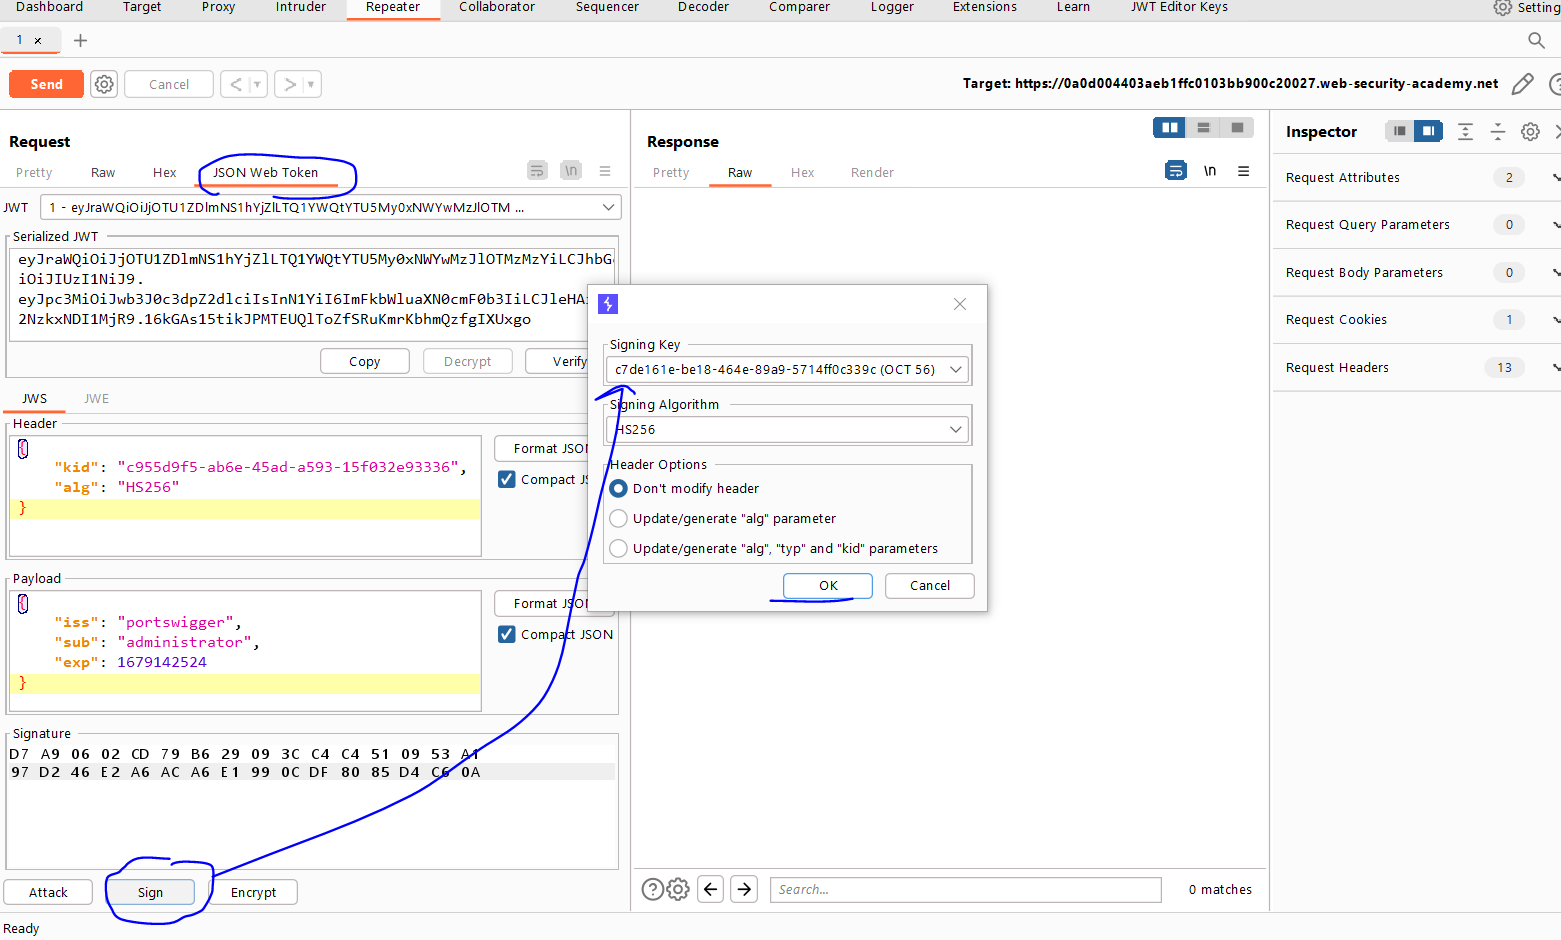 Dashboard Target Proxy Intruder Repeater Collaborator Sequencer Decoder Comparer Logger Extensions Learn JWT Editor Keys Setting
1 × +
Send Cancel < >
Target: https://0a0d004403aeb1ffc0103bb900c20027.web-security-academy.net
Request
Pretty Raw Hex JSON Web Token \n
JWT 1 - eyJraWQiOiJjOTU1ZDlmNS1hYjZlLTQ1YWQtYTU5My0xNWYwMzJlOTM ...
Serialized JWT
eyJraWQiOiJjOTU1ZDlmNS1hYjZlLTQ1YWQtYTU5My0xNWYwMzJlOTMzMzYiLCJhbG
iOiJIUzI1NiJ9.
eyJpc3MiOiJwb3J0c3dpZ2dlciIsInN1YiI6ImFkbWluaXN0cmF0b3IiLCJleHA
2NzkxNDI1MjR9.16kGAs15tikJPMTEUQlToZfSRuKmrKbhmQzfgIXUxgo
Copy Decrypt Verify
JWS JWE
Header
{
"kid": "c955d9f5-ab6e-45ad-a593-15f032e93336",
"alg": "HS256"
}
Format JSON
Compact JS
Payload
{
"iss": "portswigger",
"sub": "administrator",
"exp": 1679142524
}
Format JSON
Compact JSON
Signature
D7 A9 06 02 CD 79 B6 29 09 3C C4 C4 51 09 53 A1
97 D2 46 E2 A6 AC A6 E1 99 0C DF 80 85 D4 C6 0A
Attack Sign Encrypt
Ready
Response
Pretty Raw Hex Render \n
Signing Key
c7de161e-be18-464e-89a9-5714ff0c339c (OCT 56)
Signing Algorithm
HS256
Header Options
Don't modify header
Update/generate "alg" parameter
Update/generate "alg", "typ" and "kid" parameters
OK Cancel
Search...
0 matches
Inspector
Request Attributes 2
Request Query Parameters 0
Request Body Parameters 0
Request Cookies 1
Request Headers 13